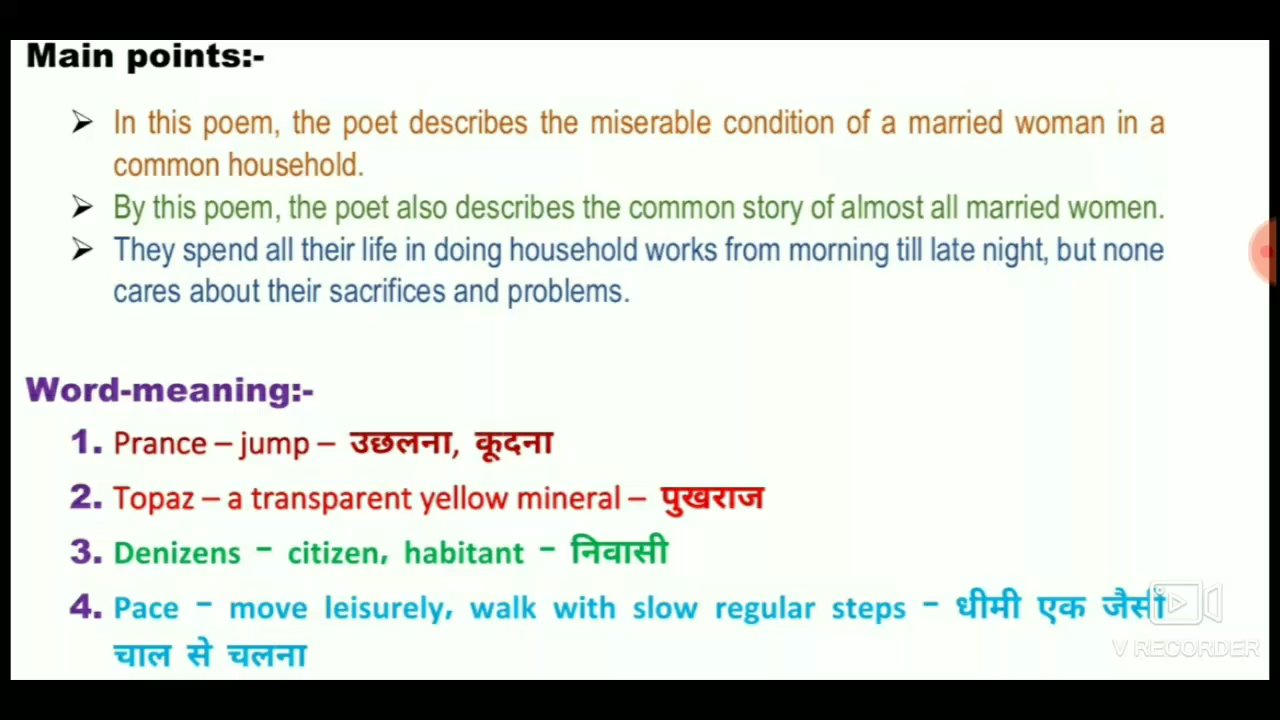 Main points:-
➢ In this poem, the poet describes the miserable condition of a married woman in a
common household.
➢ By this poem, the poet also describes the common story of almost all married women.
➢ They spend all their life in doing household works from morning till late night, but none
cares about their sacrifices and problems.
Word-meaning:-
1. Prance – jump – उछलना, कूदना
2. Topaz – a transparent yellow mineral – पुखराज
3. Denizens – citizen, habitant – निवासी
4. Pace – move leisurely, walk with slow regular steps – धीमी एक जैसी
चाल से चलना
V RECORDER